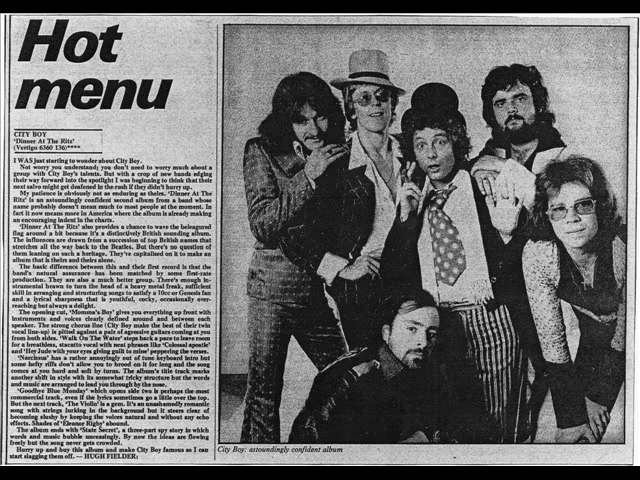 Hot
menu
CITY BOY
'Dinner At The Ritz'
(Vertigo 6360 136)****
I WAS just starting to wonder about City Boy.
Not worry you understand; you don't need to worry much about a
group with City Boy's talents. But with a crop of new bands edging
their way forward into the spotlight I was beginning to think that their
next salvo might get deafened in the rush if they didn't hurry up.
My patience is obviously not as enduring as theirs. 'Dinner At The
Ritz' is an astoundingly confident second album from a band whose
name probably doesn't mean much to most people at the moment. In
fact it now means more in America where the album is already making
an encouraging indent in the charts.
'Dinner At The Ritz' also provides a chance to wave the beleagured
flag around a bit because it's a distinctively British sounding album.
The influences are drawn from a succession of top British names that
stretches all the way back to the Beatles. But there's no question of
them leaning on such a heritage. They've capitalised on it to make an
album that is theirs and theirs alone.
The basic difference between this and their first record is that the
band's natural assurance has been matched by some first-rate
production. They are also a much better group. There's enough in-
strumental brawn to turn the head of a heavy metal freak, sufficient
skill in arranging and structuring songs to satisfy a 10cc or Genesis fan
and a lyrical sharpness that is youthful, cocky, occasionally over-
reaching but always a delight.
The opening cut, 'Momma's Boy' gives you everything up front with
instruments and voices clearly defined around and between each
speaker. The strong chorus line (City Boy make the best of their two
vocal line-up) is pitted against a pair of agressive guitars coming at you
from both sides. 'Walk On The Water' steps back a pace to leave room
for a breathless, stacatto vocal with neat phrases like 'Colossal apostle'
and 'Hey Jude with your eyes giving guilt to mine' peppering the verses.
'Narcissus' has a rather annoyingly out of tune keyboard intro but
some hefty riffs don't allow you to brood on it for long and the song
comes at you hard and soft by turns. The album's title track marks
another shift in style with its somewhat tricky structure but the words
and music are arranged to lead you through by the nose.
'Goodbye Blue Monday' which opens side two is perhaps the most
commercial track, even if the lyrics sometimes go a little over the top.
But the next track, 'The Violin' is a gem. It's an unashamedly romantic
song with strings lurking in the background but it steers clear of
becoming slushy by keeping the voices natural and without any echo
effects. Shades of 'Eleanor Rigby' abound.
The album ends with 'State Secret', a three-part spy story in which
words and music bubble unceasingly. By now the ideas are flowing
freely but the song never gets crowded.
Hurry up and buy this album and make City Boy famous so I can
start slagging them off. — HUGH FIELDER:
City Boy: astoundingly confident album